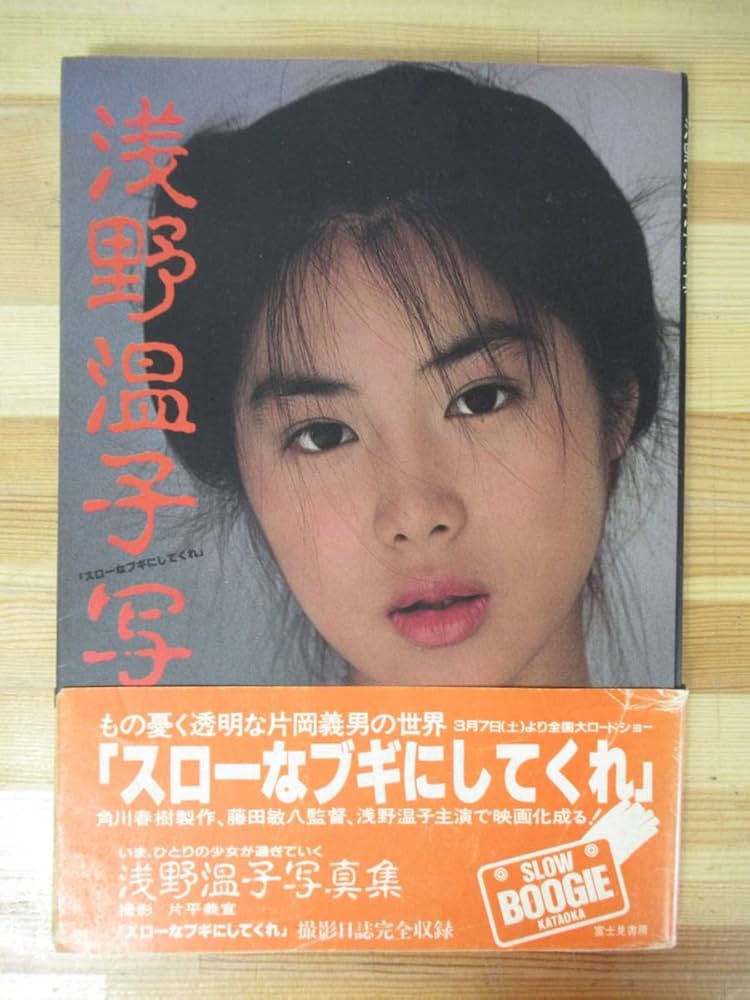 浅野温子写
「スローなブギにしてくれ」
もの憂く透明な片岡義男の世界 3月7日(土)より全国大ロードショー
「スローなブギにしてくれ」
角川春樹製作、藤田敏八監督、浅野温子主演で映画化成る!
いま、ひとりの少女が過ぎていく
浅野温子写真集
撮影 片平義宣
「スローなブギにしてくれ」 撮影日誌完全収録
SLOW
BOOGIE
KATAOKA
富士見書房